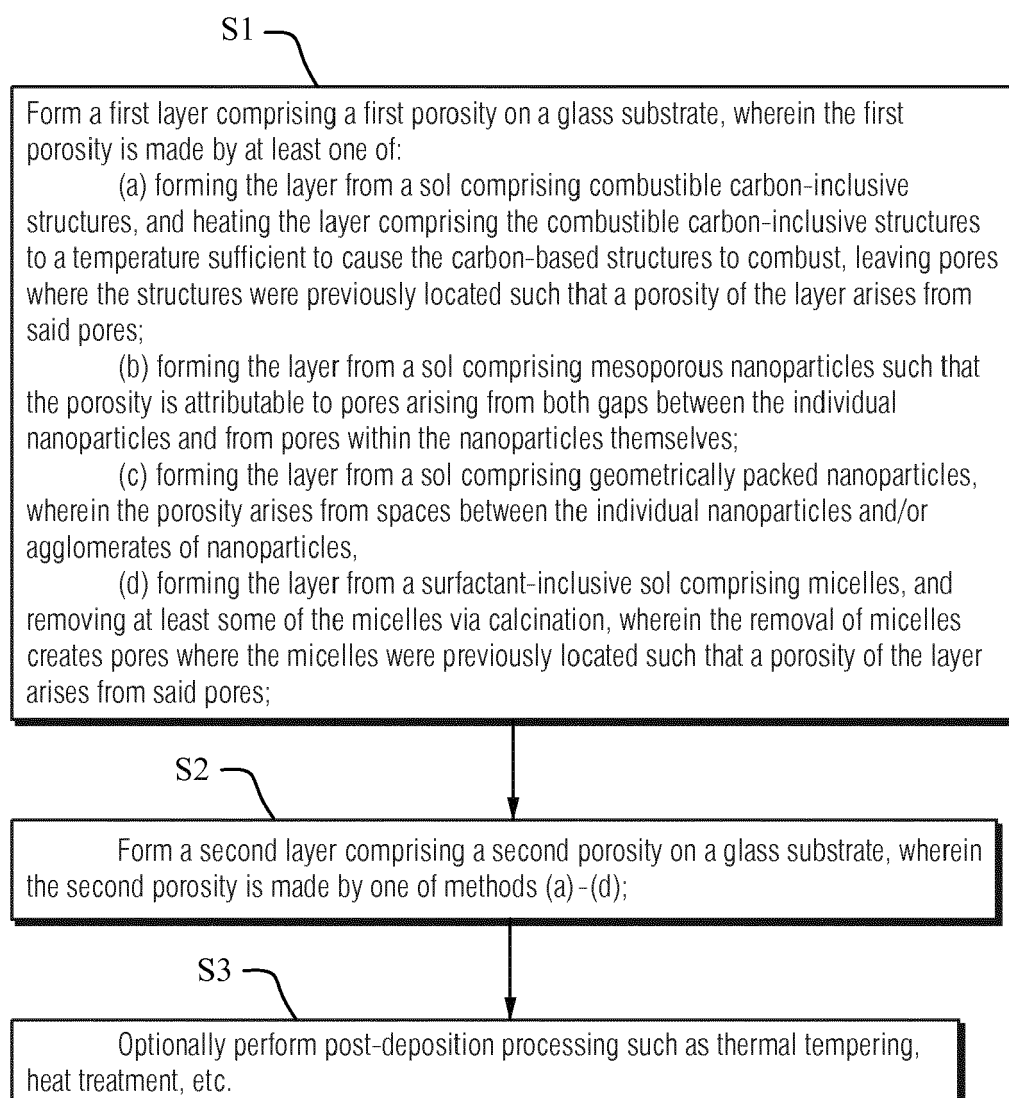 S1
Form a first layer comprising a first porosity on a glass substrate, wherein the first
porosity is made by at least one of:
(a) forming the layer from a sol comprising combustible carbon-inclusive
structures, and heating the layer comprising the combustible carbon-inclusive structures
to a temperature sufficient to cause the carbon-based structures to combust, leaving pores
where the structures were previously located such that a porosity of the layer arises from
said pores;
(b) forming the layer from a sol comprising mesoporous nanoparticles such that
the porosity is attributable to pores arising from both gaps between the individual
nanoparticles and from pores within the nanoparticles themselves;
(c) forming the layer from a sol comprising geometrically packed nanoparticles,
wherein the porosity arises from spaces between the individual nanoparticles and/or
agglomerates of nanoparticles,
(d) forming the layer from a surfactant-inclusive sol comprising micelles, and
removing at least some of the micelles via calcination, wherein the removal of micelles
creates pores where the micelles were previously located such that a porosity of the layer
arises from said pores;
S2
Form a second layer comprising a second porosity on a glass substrate, wherein
the second porosity is made by one of methods (a)-(d);
S3
Optionally perform post-deposition processing such as thermal tempering,
heat treatment, etc.